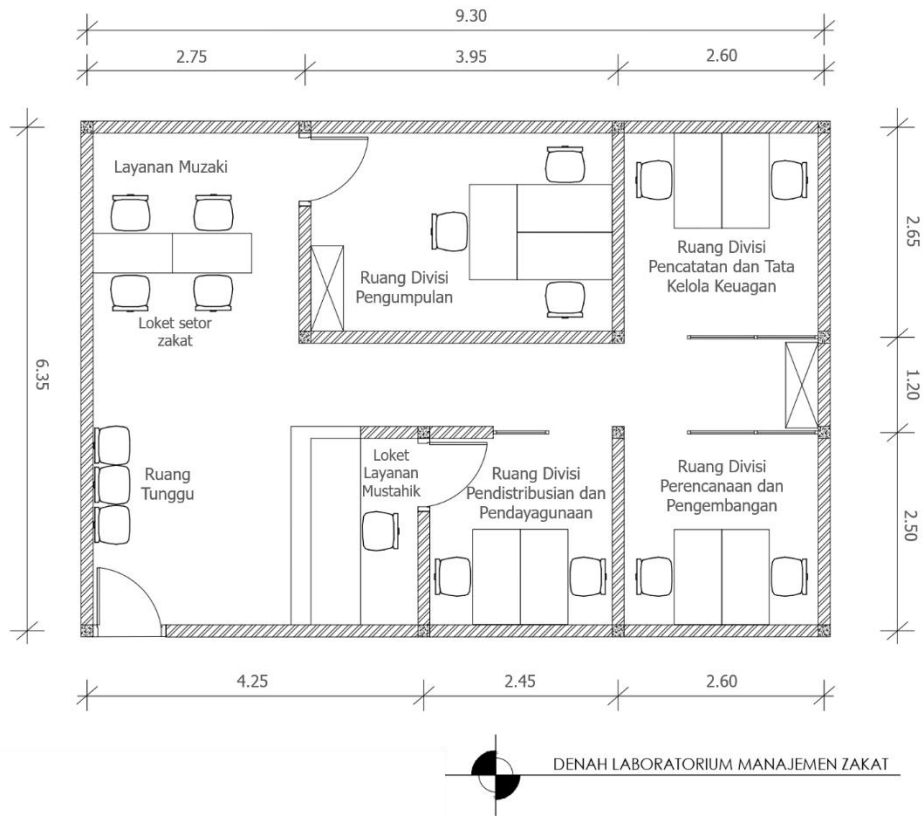 9.30
2.75
3.95
2.60
Layanan Muzaki
Loket setor
zakat
Ruang Divisi
Pengumpulan
Ruang Divisi
Pencatatan dan Tata
Kelola Keuagan
6.35
2.65
1.20
2.50
Ruang
Tunggu
Loket
Layanan
Mustahik
Ruang Divisi
Pendistribusian dan
Pendayagunaan
Ruang Divisi
Perencanaan dan
Pengembangan
4.25
2.45
2.60
DENAH LABORATORIUM MANAJEMEN ZAKAT